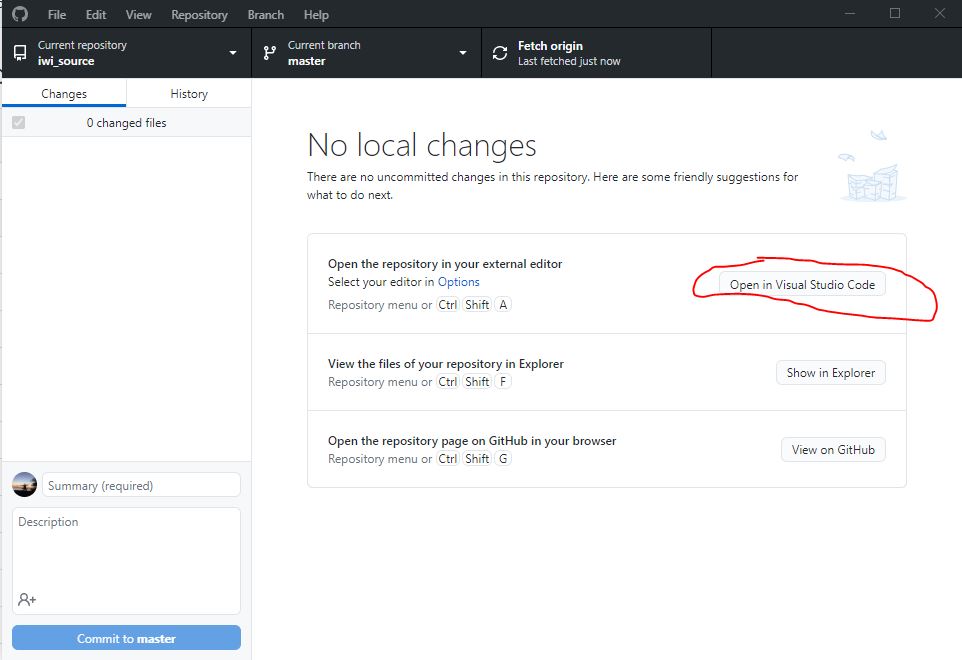 File Edit View Repository Branch Help
Current repository
iwi_source
Current branch
master
Fetch origin
Last fetched just now
Changes
History
0 changed files
No local changes
There are no uncommitted changes in this repository. Here are some friendly suggestions for
what to do next.
Open the repository in your external editor
Select your editor in Options
Repository menu or Ctrl Shift A
Open in Visual Studio Code
View the files of your repository in Explorer
Repository menu or Ctrl Shift F
Show in Explorer
Open the repository page on GitHub in your browser
Repository menu or Ctrl Shift G
View on GitHub
Summary (required)
Description
Commit to master